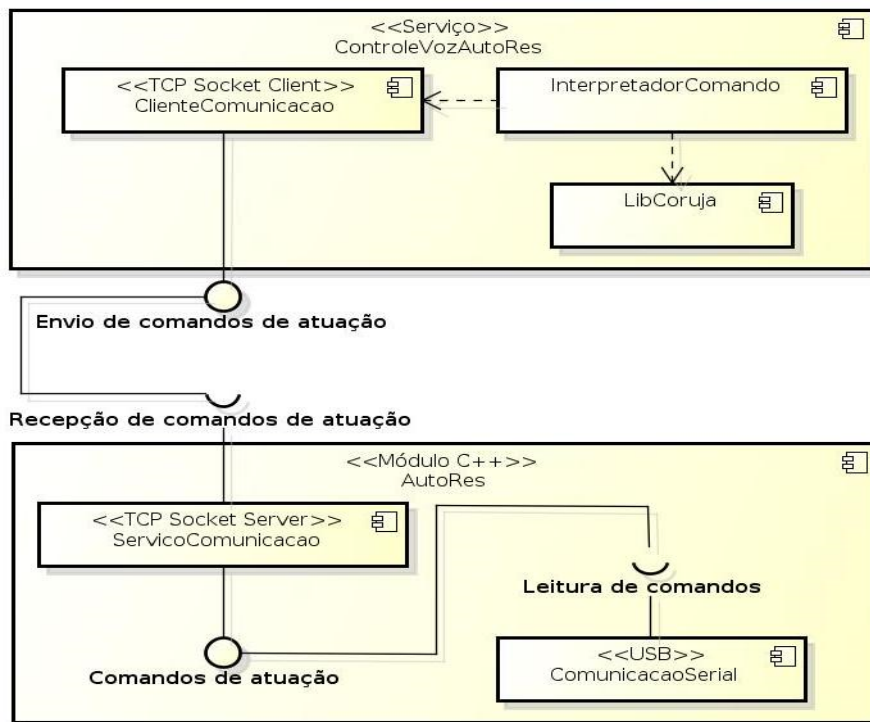 <<Serviço>>
ControleVozAutoRes
<<TCP Socket Client>>
ClienteComunicacao
InterpretadorComando
LibCoruja
Envio de comandos de atuação
Recepção de comandos de atuação
<<Módulo C++>>
AutoRes
<<TCP Socket Server>>
ServicoComunicacao
Leitura de comandos
Comandos de atuação
<<USB>>
ComunicacaoSerial